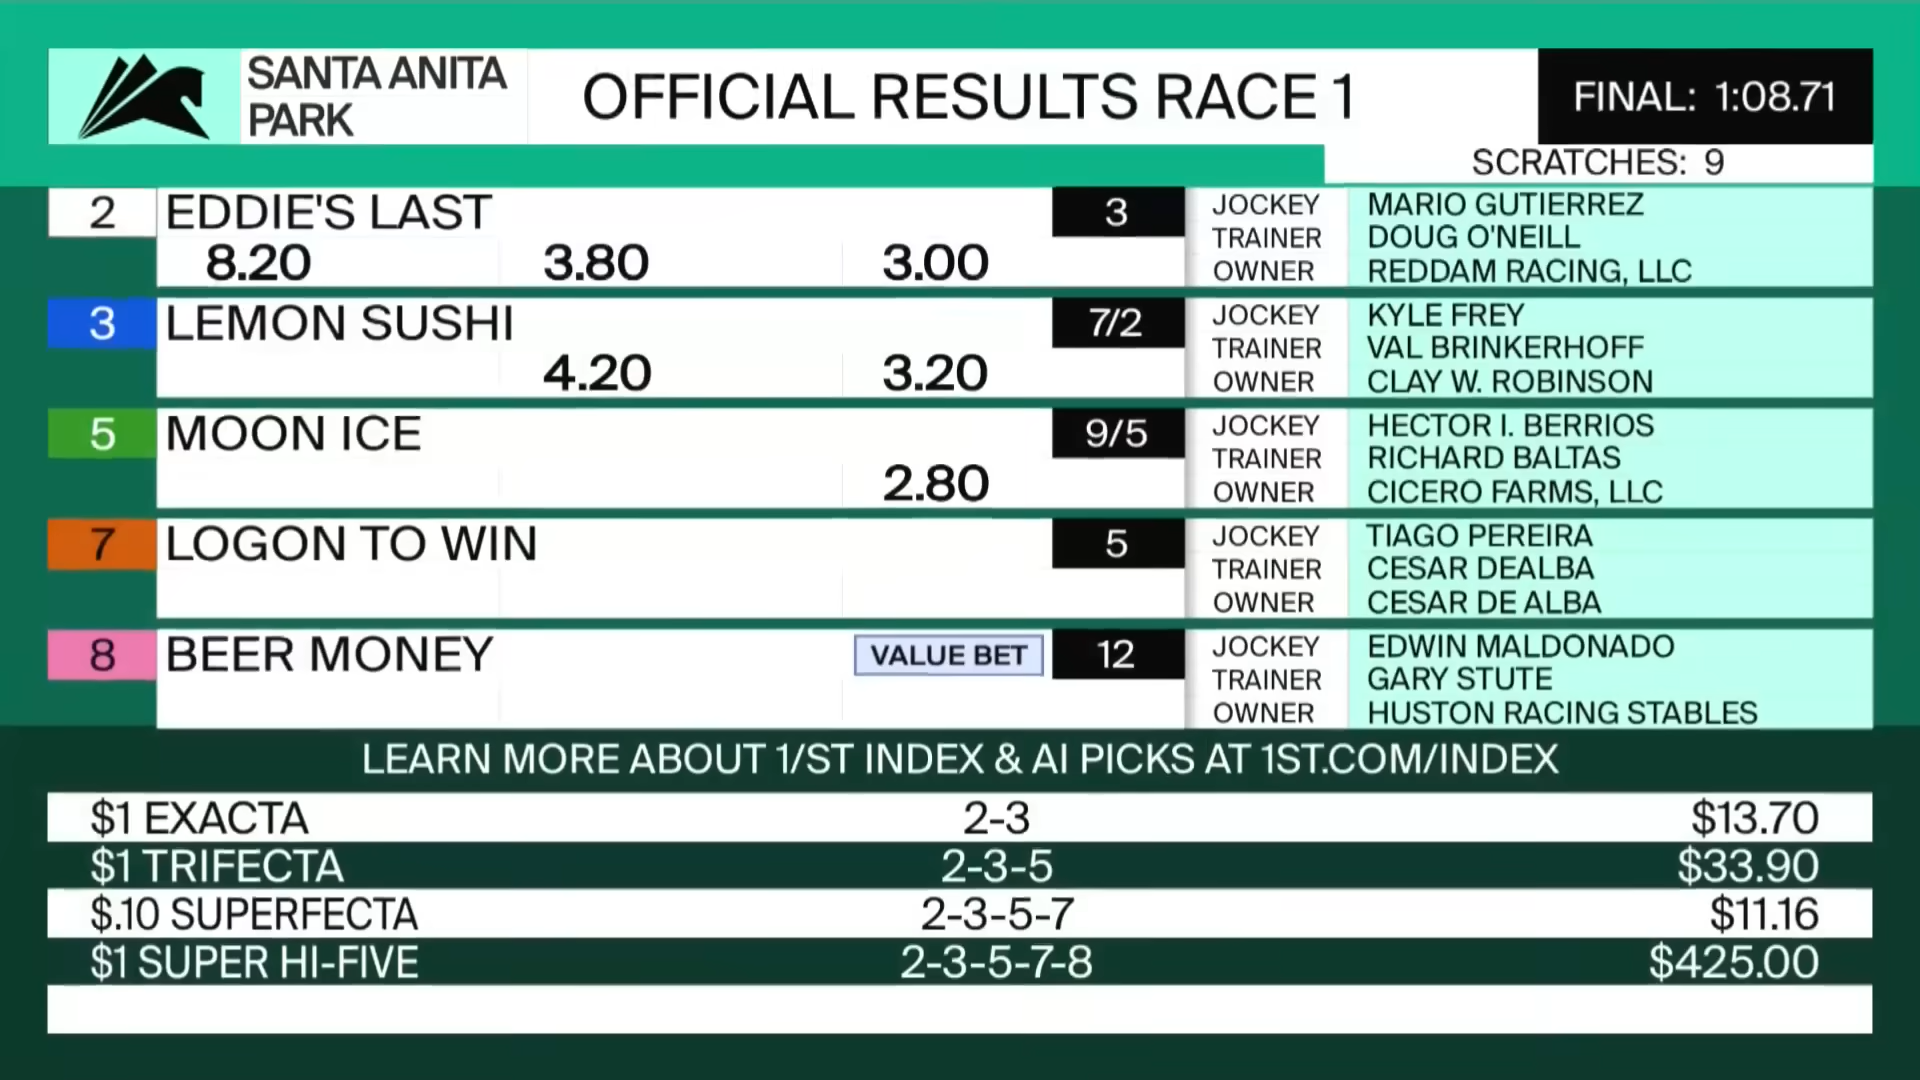 SANTA ANITA
PARK
OFFICIAL RESULTS RACE 1
FINAL: 1:08.71
SCRATCHES: 9
2 EDDIE'S LAST 3
8.20 3.80 3.00
JOCKEY MARIO GUTIERREZ
TRAINER DOUG O'NEILL
OWNER REDDAM RACING, LLC
3 LEMON SUSHI 7/2
4.20 3.20
JOCKEY KYLE FREY
TRAINER VAL BRINKERHOFF
OWNER CLAY W. ROBINSON
5 MOON ICE 9/5
2.80
JOCKEY HECTOR I. BERRIOS
TRAINER RICHARD BALTAS
OWNER CICERO FARMS, LLC
7 LOGON TO WIN 5
JOCKEY TIAGO PEREIRA
TRAINER CESAR DEALBA
OWNER CESAR DE ALBA
8 BEER MONEY VALUE BET 12
JOCKEY EDWIN MALDONADO
TRAINER GARY STUTE
OWNER HUSTON RACING STABLES
LEARN MORE ABOUT 1/ST INDEX & AI PICKS AT 1ST.COM/INDEX
$1 EXACTA 2-3 $13.70
$1 TRIFECTA 2-3-5 $33.90
$.10 SUPERFECTA 2-3-5-7 $11.16
$1 SUPER HI-FIVE 2-3-5-7-8 $425.00